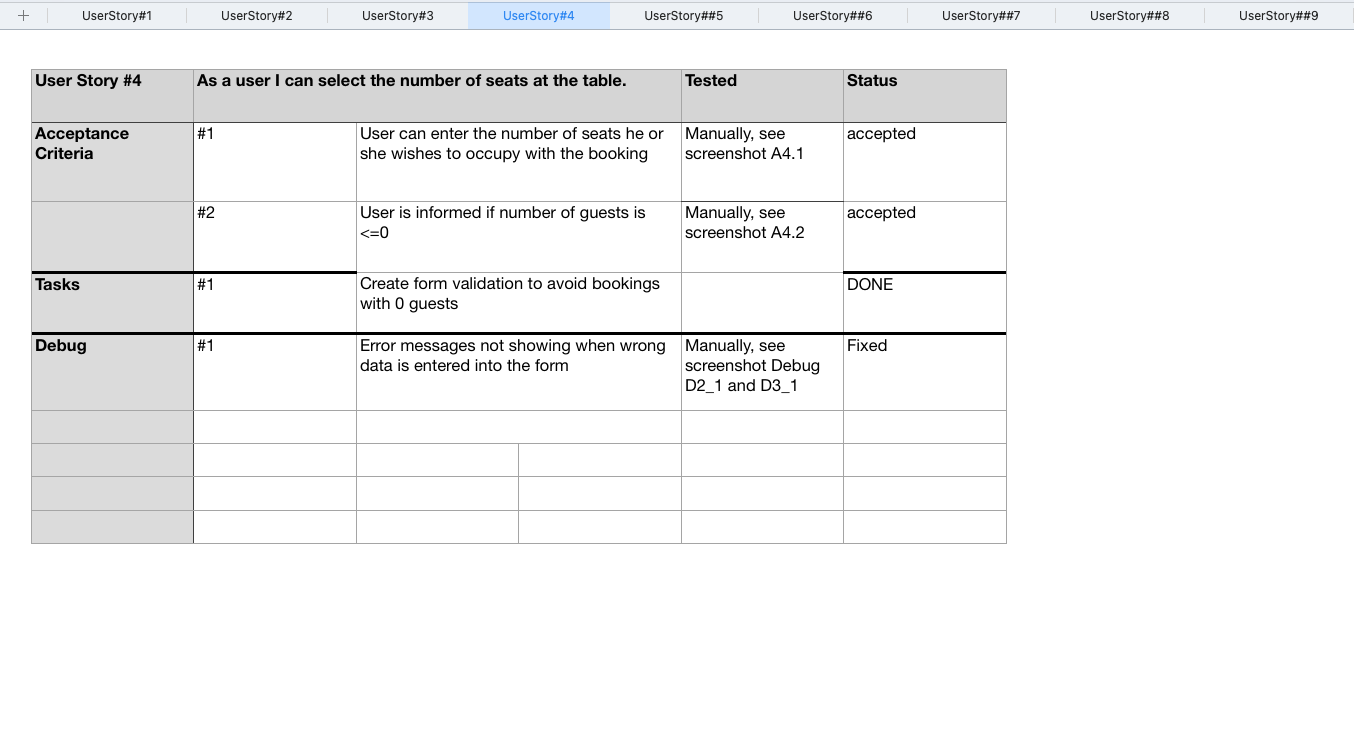 UserStory#1 UserStory#2 UserStory#3 UserStory#4 UserStory##5 UserStory##6 UserStory##7 UserStory##8 UserStory##9
User Story #4 As a user I can select the number of seats at the table. Tested Status
Acceptance #1 User can enter the number of seats he or Manually, see accepted
Criteria she wishes to occupy with the booking screenshot A4.1
#2 User is informed if number of guests is Manually, see accepted
<=0 screenshot A4.2
Tasks #1 Create form validation to avoid bookings DONE
with 0 guests
Debug #1 Error messages not showing when wrong Manually, see Fixed
data is entered into the form screenshot Debug
D2_1 and D3_1